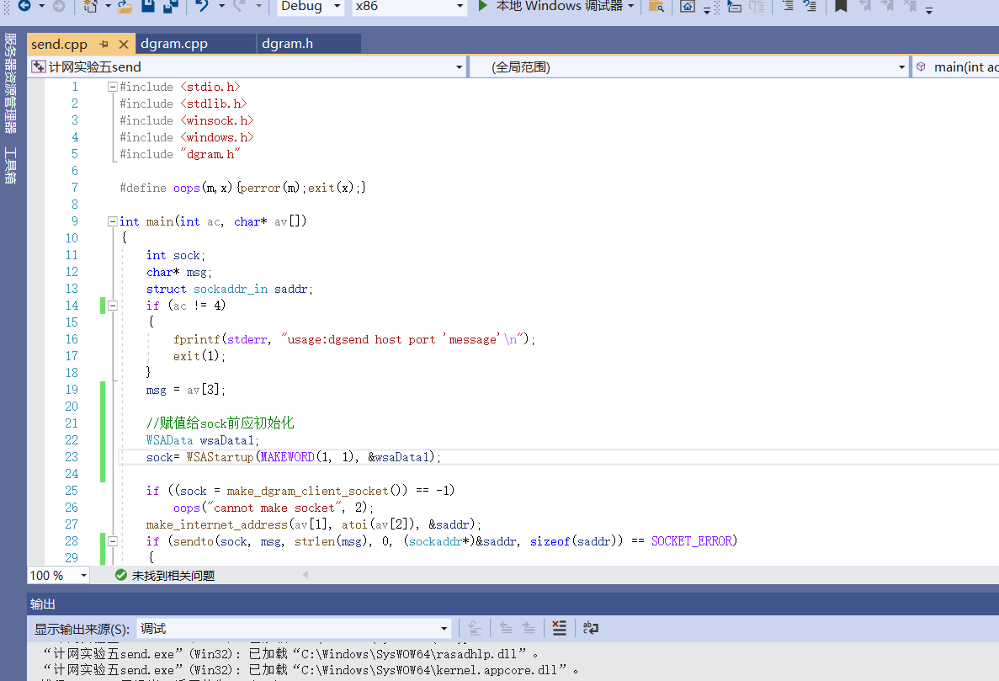 Debug x86 本地 Windows 调试器
服务器资源管理器 工具箱
send.cpp dgram.cpp dgram.h
计网实验五send (全局范围) main(int ac
1 #include <stdio.h>
2 #include <stdlib.h>
3 #include <winsock.h>
4 #include <windows.h>
5 #include "dgram.h"
6
7 #define oops(m,x){perror(m);exit(x);}
8
9 int main(int ac, char* av[])
10 {
11 int sock;
12 char* msg;
13 struct sockaddr_in saddr;
14 if (ac != 4)
15 {
16 fprintf(stderr, "usage:dgsend host port 'message'\n");
17 exit(1);
18 }
19 msg = av[3];
20
21 //赋值给sock前应初始化
22 WSAData wsaData1;
23 sock= WSAStartup(MAKEWORD(1, 1), &wsaData1);
24
25 if ((sock = make_dgram_client_socket()) == -1)
26 oops("cannot make socket", 2);
27 make_internet_address(av[1], atoi(av[2]), &saddr);
28 if (sendto(sock, msg, strlen(msg), 0, (sockaddr*)&saddr, sizeof(saddr)) == SOCKET_ERROR)
29 {
100 % 未找到相关问题
输出
显示输出来源(S): 调试
“计网实验五send.exe”(Win32): 已加载“C:\Windows\SysWOW64\rasadhlp.dll”。
“计网实验五send.exe”(Win32): 已加载“C:\Windows\SysWOW64\kernel.appcore.dll”。